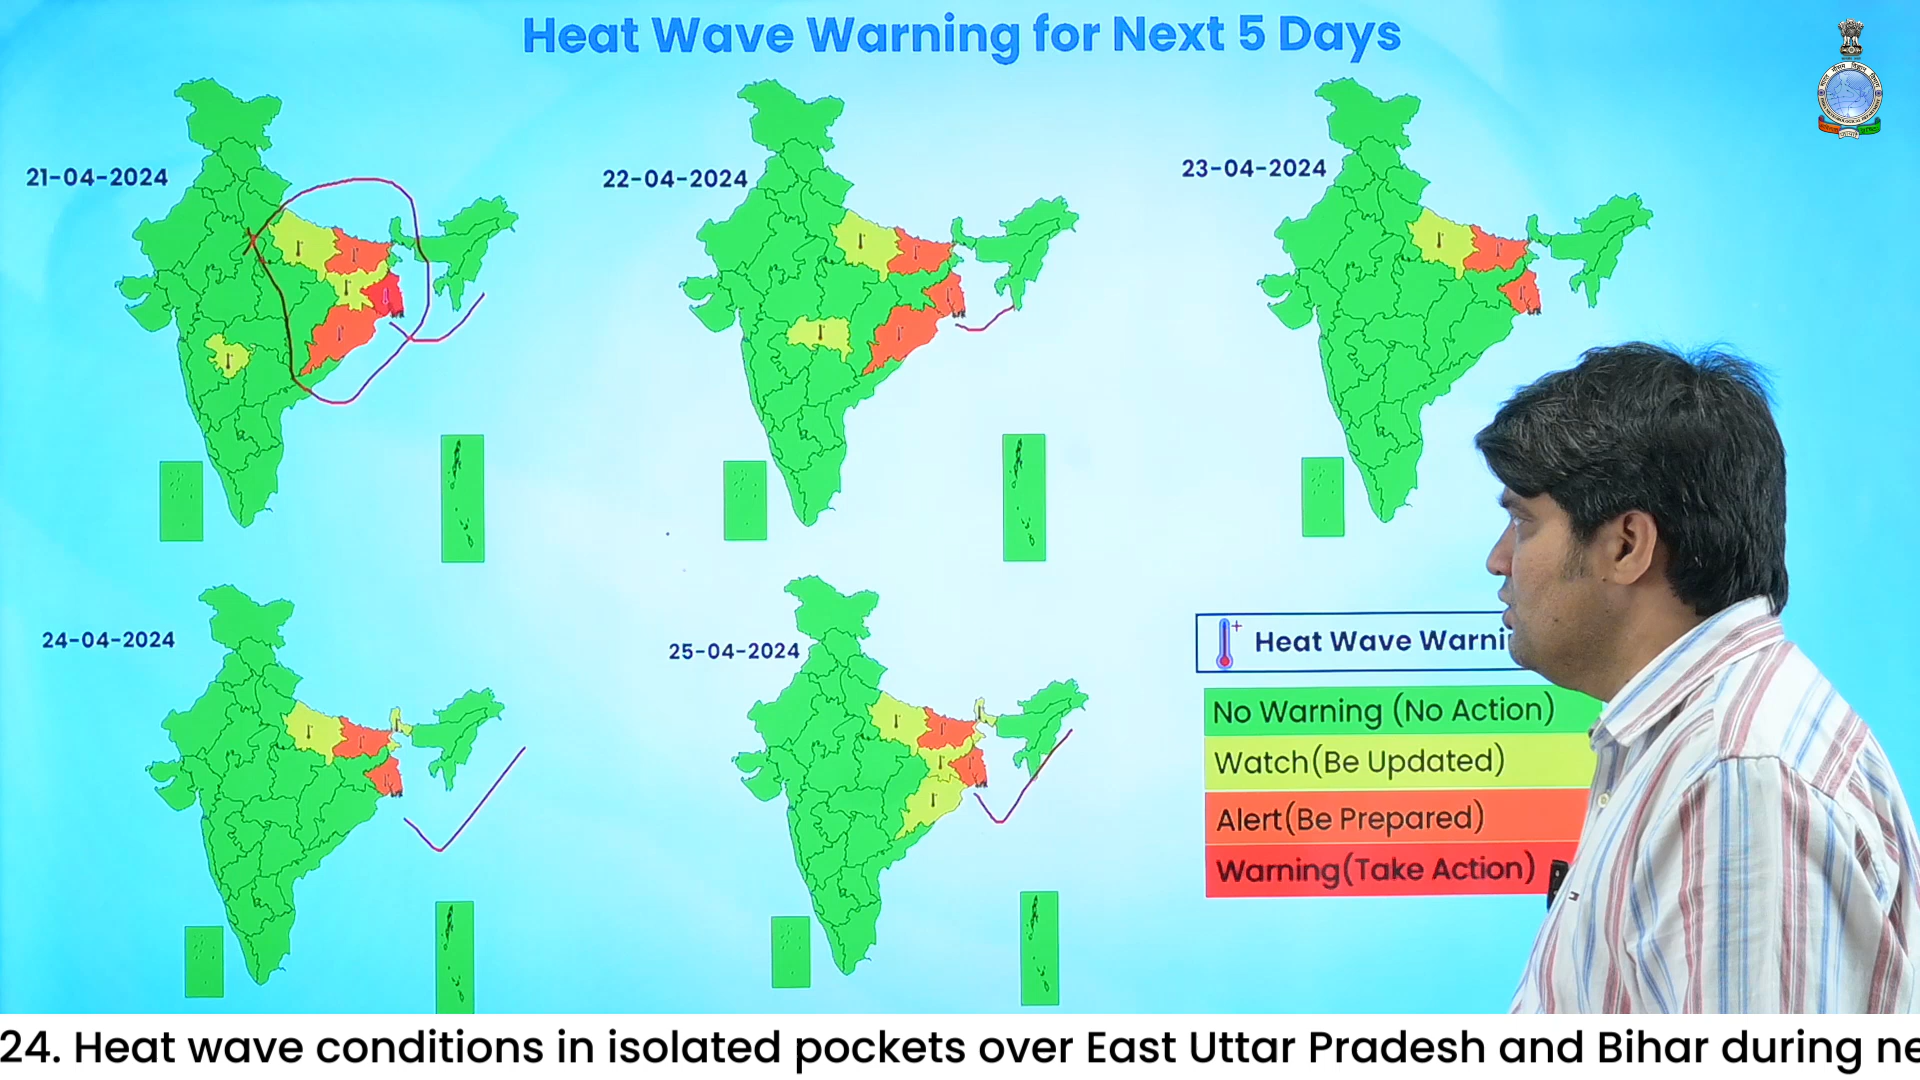 Heat Wave Warning for Next 5 Days
21-04-2024
22-04-2024
23-04-2024
24-04-2024
25-04-2024
Heat Wave
No Warning (No Action)
Watch(Be Updated)
Alert(Be Prepared)
Warning(Take Action)
24. Heat wave conditions in isolated pockets over East Uttar Pradesh and Bihar during